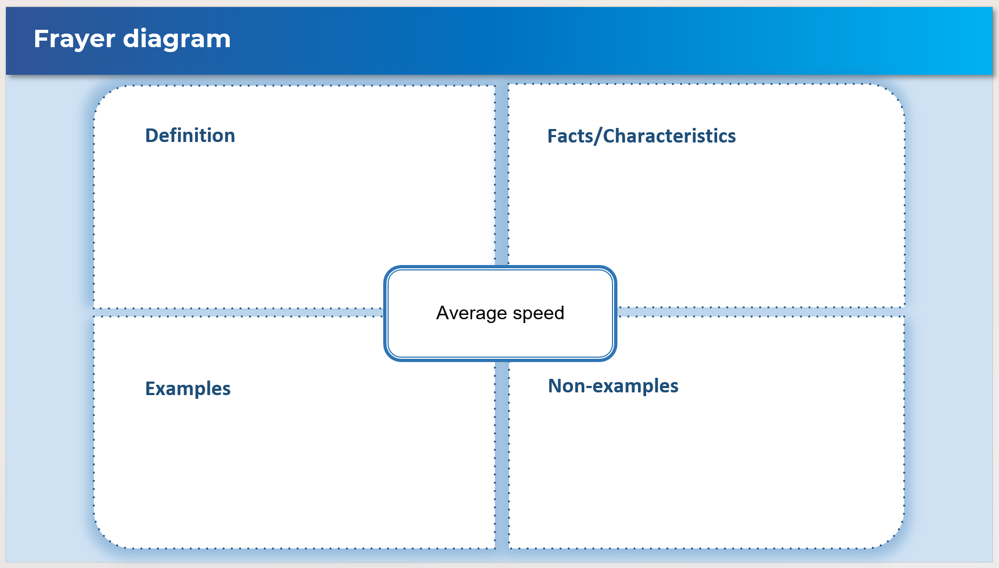 Frayer diagram
Definition
Facts/Characteristics
Average speed
Examples
Non-examples